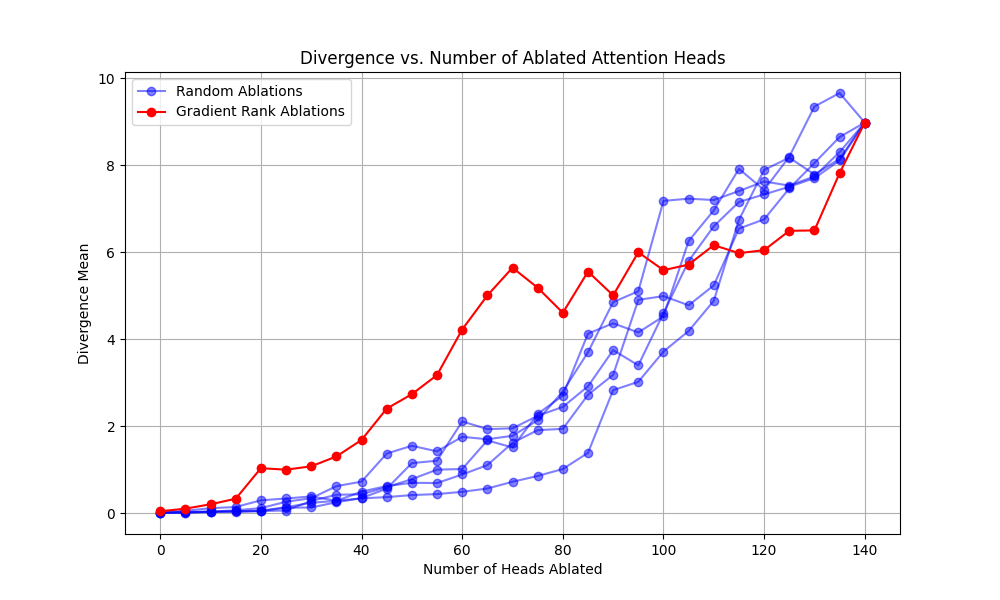 Divergence vs. Number of Ablated Attention Heads
Random Ablations
Gradient Rank Ablations
Divergence Mean
10
8
6
4
2
0
0 20 40 60 80 100 120 140
Number of Heads Ablated